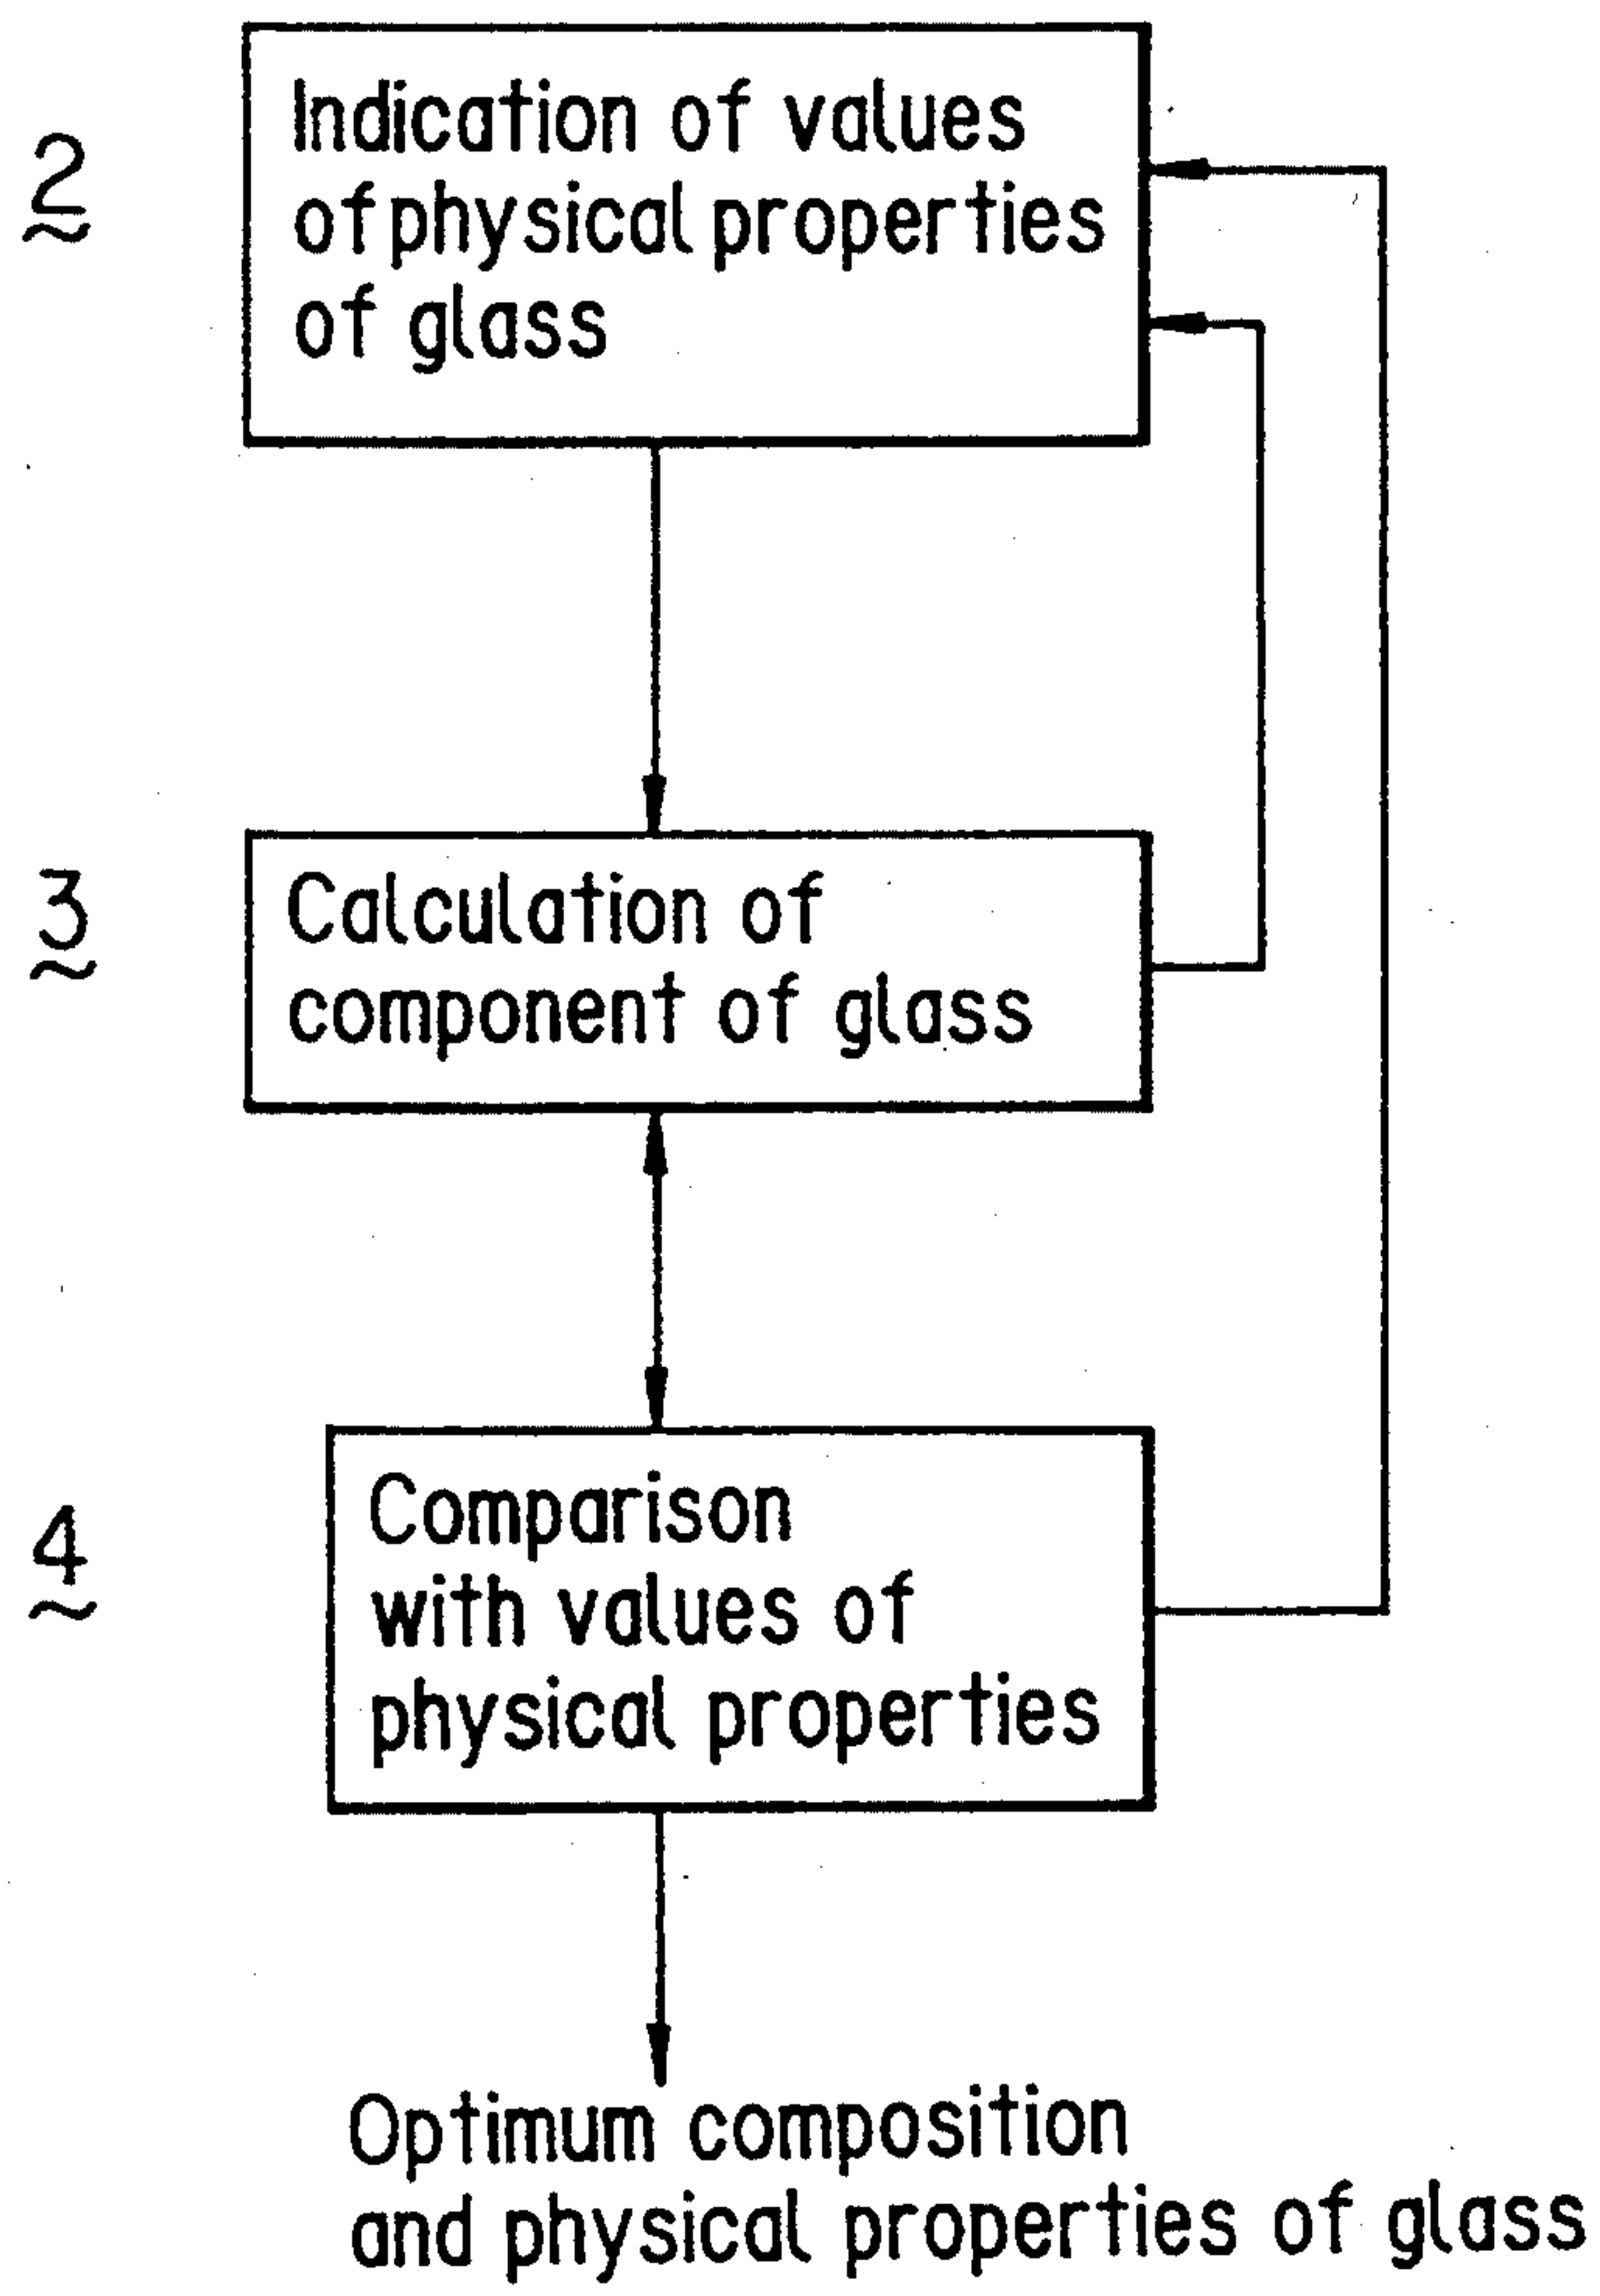 2
Indication of values
of physical properties
of glass
3
Calculation of
component of glass
4
Comparison
with values of
physical properties
Optimum composition
and physical properties of glass